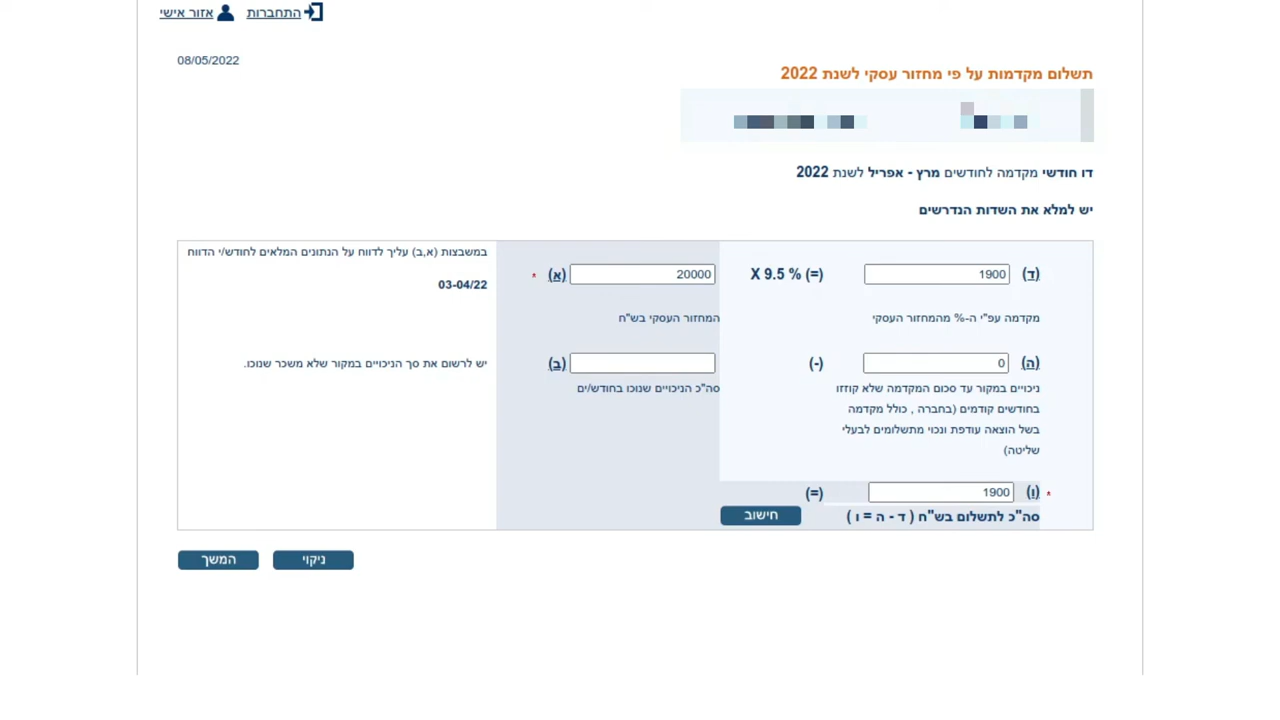 התחברות אזור אישי
08/05/2022
תשלום מקדמות על פי מחזור עסקי לשנת 2022
דו חודשי מקדמה לחודשים מרץ - אפריל לשנת 2022
יש למלא את השדות הנדרשים
(ד) 1900 X 9.5 % (=) 20000 (א) *
מקדמה עפ"י ה-% מהמחזור העסקי
המחזור העסקי בש"ח
במשבצות (א,ב) עליך לדווח על הנתונים המלאים לחודש/י הדווח
03-04/22
(ה) 0 (-) (ב)
ניכויים במקור עד סכום המקדמה שלא קוזזו
בחודשים קודמים (בחברה , כולל מקדמה
בשל הוצאה עודפת ונכוי מתשלומים לבעלי
שליטה)
סה"כ הניכויים שנוכו בחודש/ים
יש לרשום את סך הניכויים במקור שלא משכר שנוכו.
* (ו) 1900 (=)
סה"כ לתשלום בש"ח ( ד - ה = ו )
חישוב
ניקוי המשך